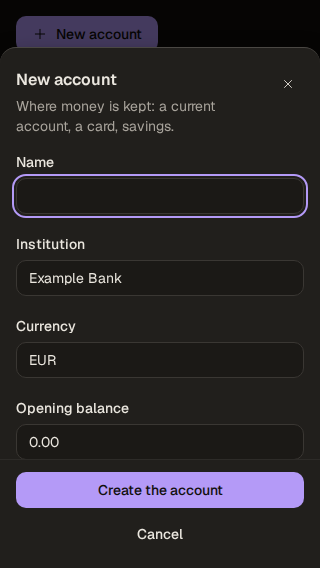 New account
New account
Where money is kept: a current
account, a card, savings.
Name
Institution
Example Bank
Currency
EUR
Opening balance
0.00
Create the account
Cancel